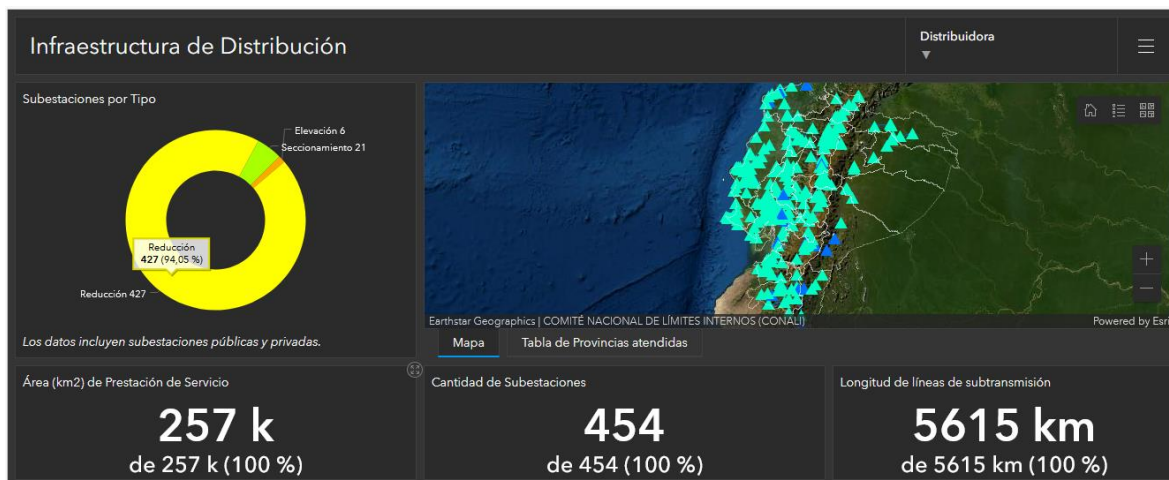 Infraestructura de Distribución
Distribuidora
Subestaciones por Tipo
Elevación 6
Seccionamiento 21
Reducción
427 (94,05 %)
Reducción 427
Los datos incluyen subestaciones públicas y privadas.
Earthstar Geographics | COMITÉ NACIONAL DE LÍMITES INTERNOS (CONALI)
Powered by Esri
Mapa
Tabla de Provincias atendidas
Área (km2) de Prestación de Servicio
257 k
de 257 k (100 %)
Cantidad de Subestaciones
454
de 454 (100 %)
Longitud de líneas de subtransmisión
5615 km
de 5615 km (100 %)